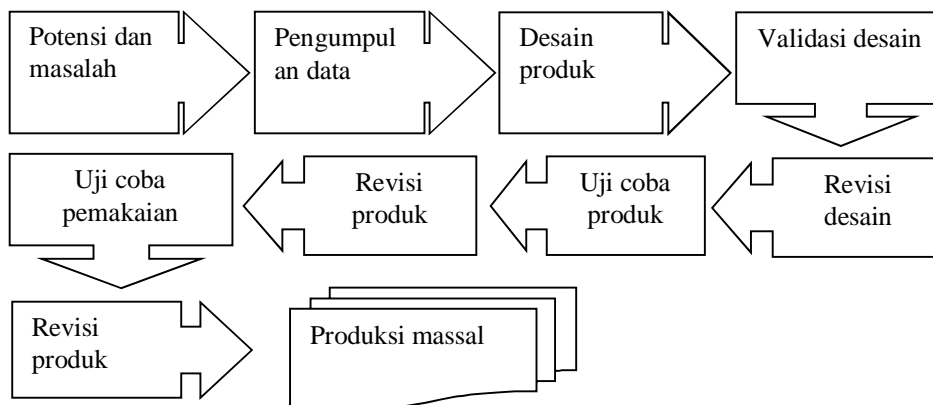 Potensi dan
masalah
Pengumpul
an data
Desain
produk
Validasi desain
Revisi
desain
Uji coba
produk
Revisi
produk
Uji coba
pemakaian
Revisi
produk
Produksi massal